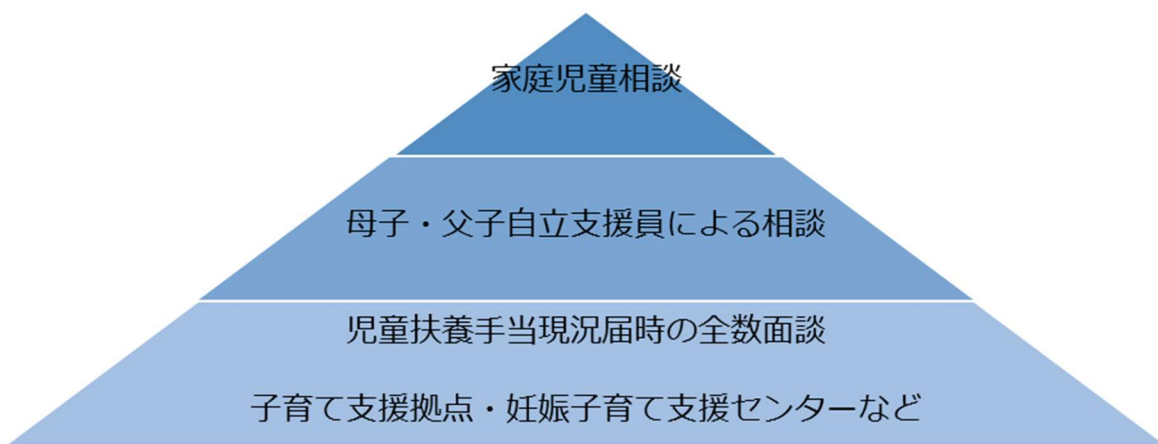 家庭児童相談
母子・父子自立支援員による相談
児童扶養手当現況届時の全数面談
子育て支援拠点・妊娠子育て支援センターなど